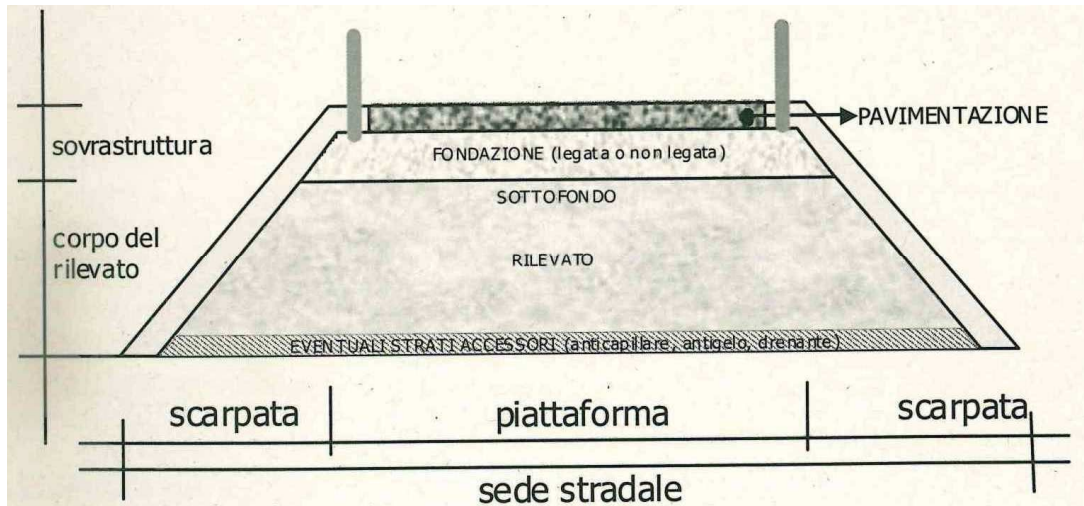 PAVIMENTAZIONE
sovrastruttura
FONDAZIONE (legata o non legata)
SOTTOFONDO
corpo del
rilevato
RILEVATO
EVENTUALI STRATI ACCESSORI (anticapillare, antigelo, drenante)
scarpata
piattaforma
scarpata
sede stradale